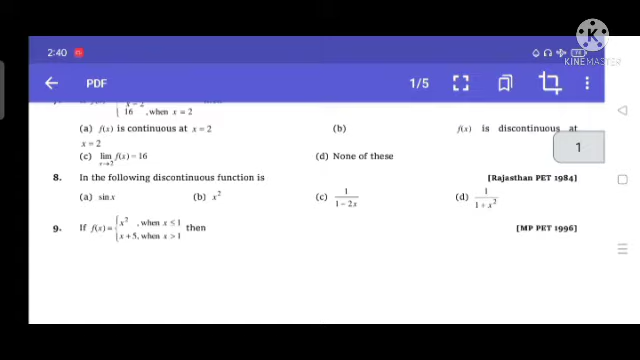 2:40
KINEMASTER
PDF 1/5
16 , when x = 2
(a) f(x) is continuous at x = 2 (b) f(x) is discontinuous at
x = 2
1
(c) lim x→2 f(x) = 16 (d) None of these
8. In the following discontinuous function is [Rajasthan PET 1984]
(a) sin x (b) x² (c) 1/(1 − 2x) (d) 1/(1 + x²)
9. If f(x) = { x² , when x ≤ 1
x + 5, when x > 1 then [MP PET 1996]